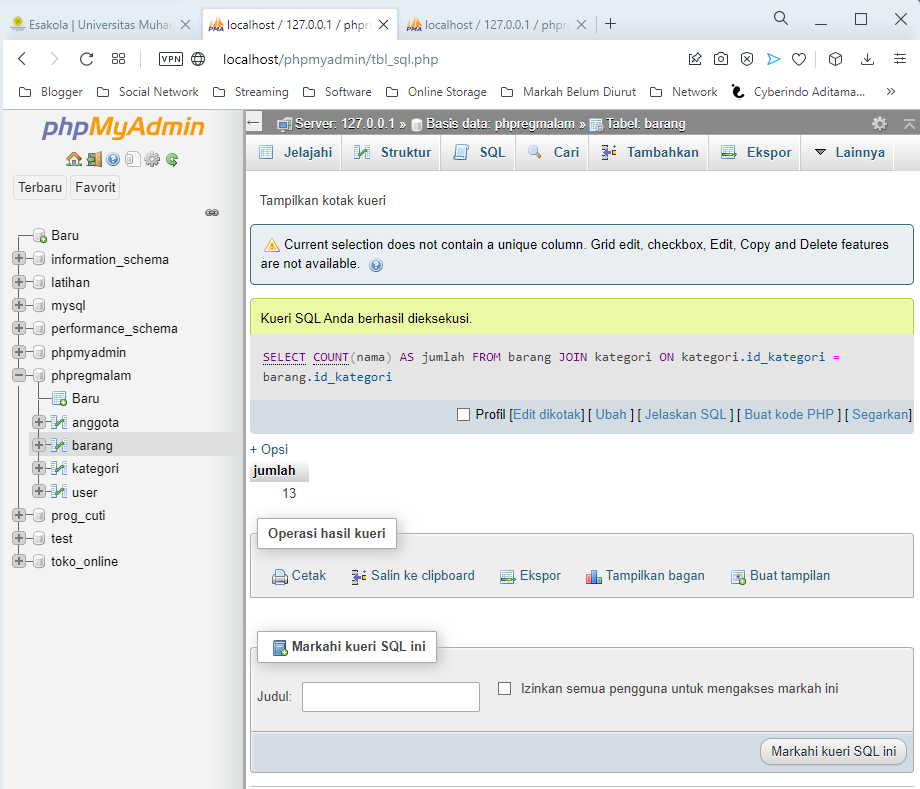 Esakola | Universitas Muha
localhost / 127.0.0.1 / phpr
localhost / 127.0.0.1 / phpr
VPN
localhost/phpmyadmin/tbl_sql.php
Blogger
Social Network
Streaming
Software
Online Storage
Markah Belum Diurut
Network
Cyberindo Aditama...
phpMyAdmin
Terbaru
Favorit
Baru
information_schema
latihan
mysql
performance_schema
phpmyadmin
phpregmalam
Baru
anggota
barang
kategori
user
prog_cuti
test
toko_online
Server: 127.0.0.1 » Basis data: phpregmalam » Tabel: barang
Jelajahi
Struktur
SQL
Cari
Tambahkan
Ekspor
Lainnya
Tampilkan kotak kueri
Current selection does not contain a unique column. Grid edit, checkbox, Edit, Copy and Delete features
are not available.
Kueri SQL Anda berhasil dieksekusi.
SELECT COUNT(nama) AS jumlah FROM barang JOIN kategori ON kategori.id_kategori =
barang.id_kategori
Profil [Edit dikotak] [ Ubah ] [ Jelaskan SQL ] [ Buat kode PHP ] [ Segarkan]
+ Opsi
jumlah
13
Operasi hasil kueri
Cetak
Salin ke clipboard
Ekspor
Tampilkan bagan
Buat tampilan
Markahi kueri SQL ini
Judul:
Izinkan semua pengguna untuk mengakses markah ini
Markahi kueri SQL ini